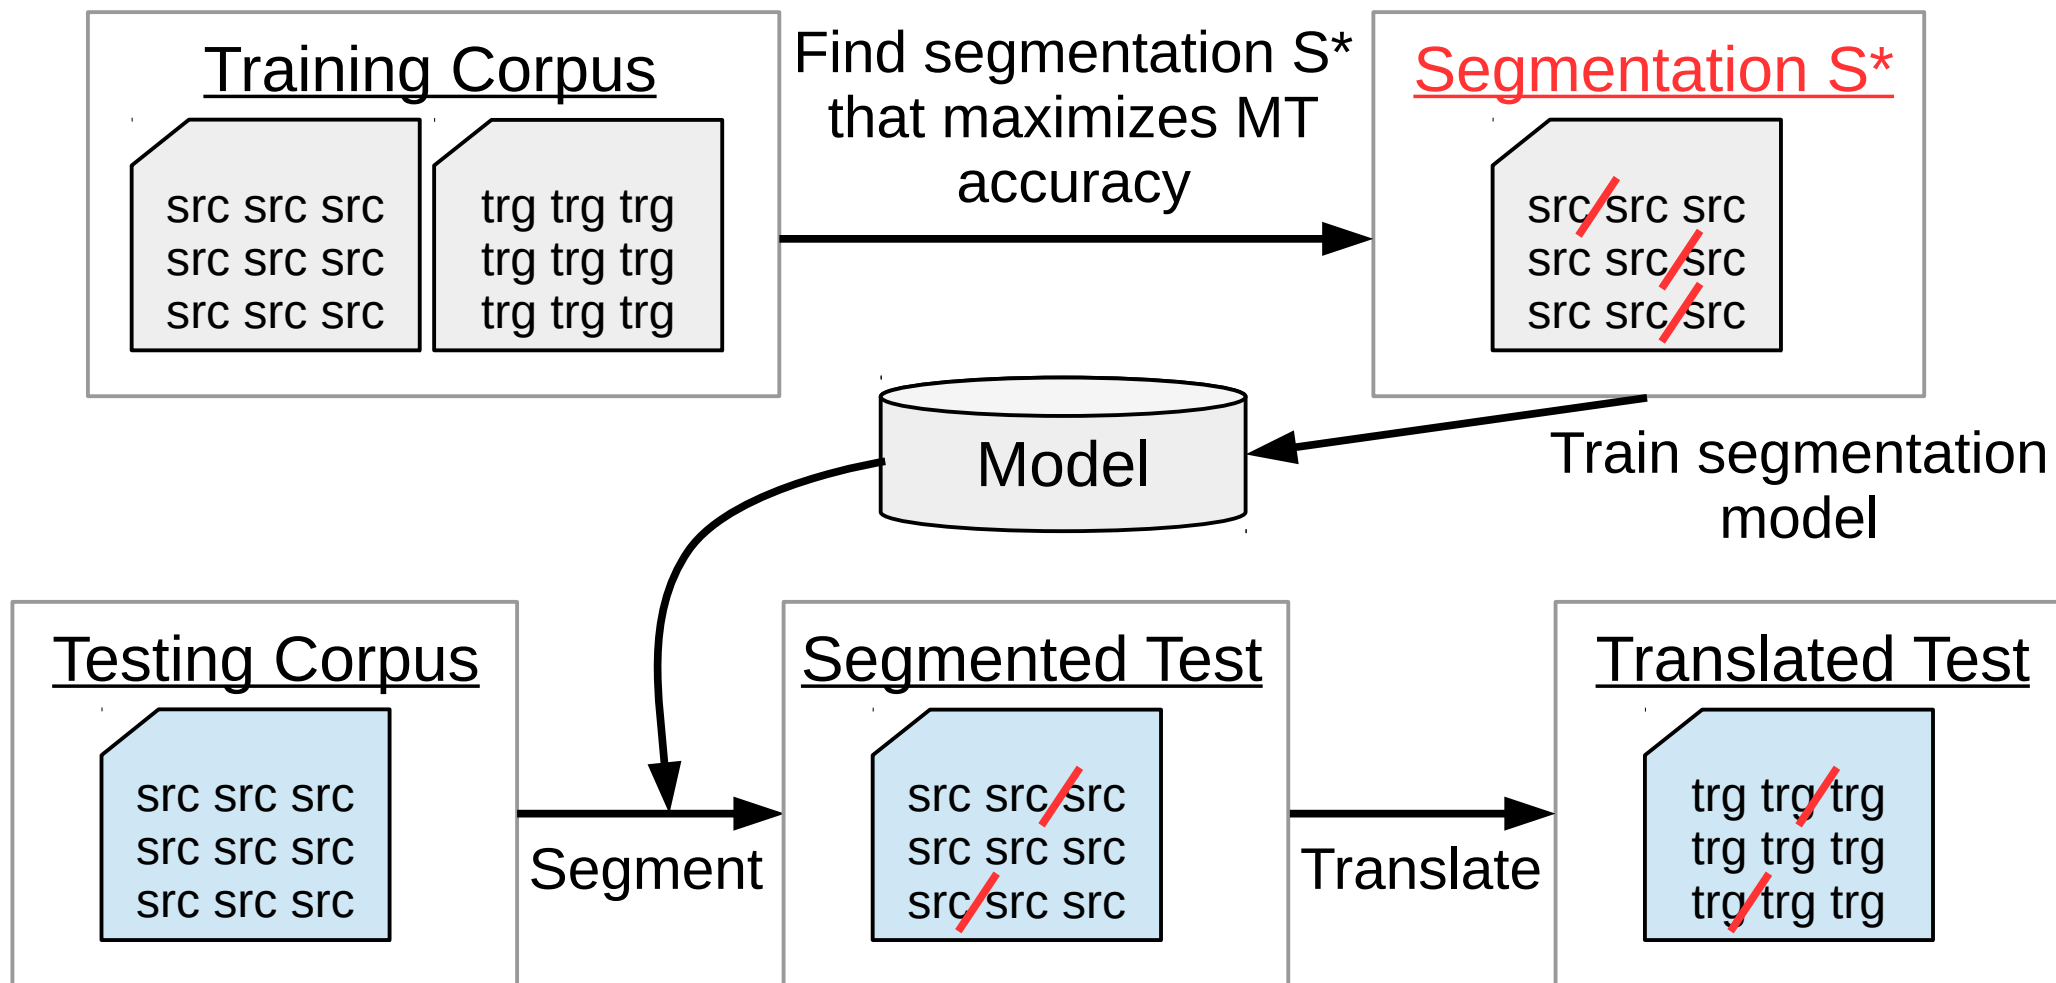 Training Corpus
src src src
src src src
src src src
trg trg trg
trg trg trg
trg trg trg
Find segmentation S*
that maximizes MT
accuracy
Segmentation S*
src src src
src src src
src src src
Model
Train segmentation
model
Testing Corpus
src src src
src src src
src src src
Segment
Segmented Test
src src src
src src src
src src src
Translate
Translated Test
trg trg trg
trg trg trg
trg trg trg